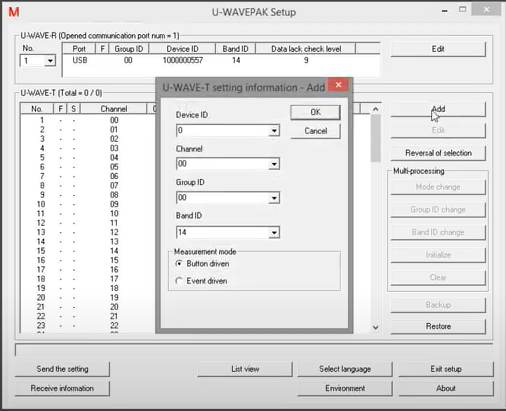 M U-WAVEPAK Setup
U-WAVE-R (Opened communication port num = 1)
No. Port F Group ID Device ID Band ID Data lack check level
1 USB 00 1000000557 14 9
Edit
U-WAVE-T (Total = 0 / 0)
No. F S Channel
1 - - 00
2 - - 01
3 - - 02
4 - - 03
5 - - 04
6 - - 05
7 - - 06
8 - - 07
9 - - 08
10 - - 09
11 - - 10
12 - - 11
13 - - 12
14 - - 13
15 - - 14
16 - - 15
17 - - 16
18 - - 17
19 - - 18
20 - - 19
21 - - 20
22 - - 21
23 - - 22
U-WAVE-T setting information - Add
Device ID
0
Channel
00
Group ID
00
Band ID
14
Measurement mode
Button driven
Event driven
OK
Cancel
Add
Edit
Reversal of selection
Multi-processing
Mode change
Group ID change
Band ID change
Initialize
Clear
Backup
Restore
Send the setting
List view
Select language
Exit setup
Receive information
Environment
About